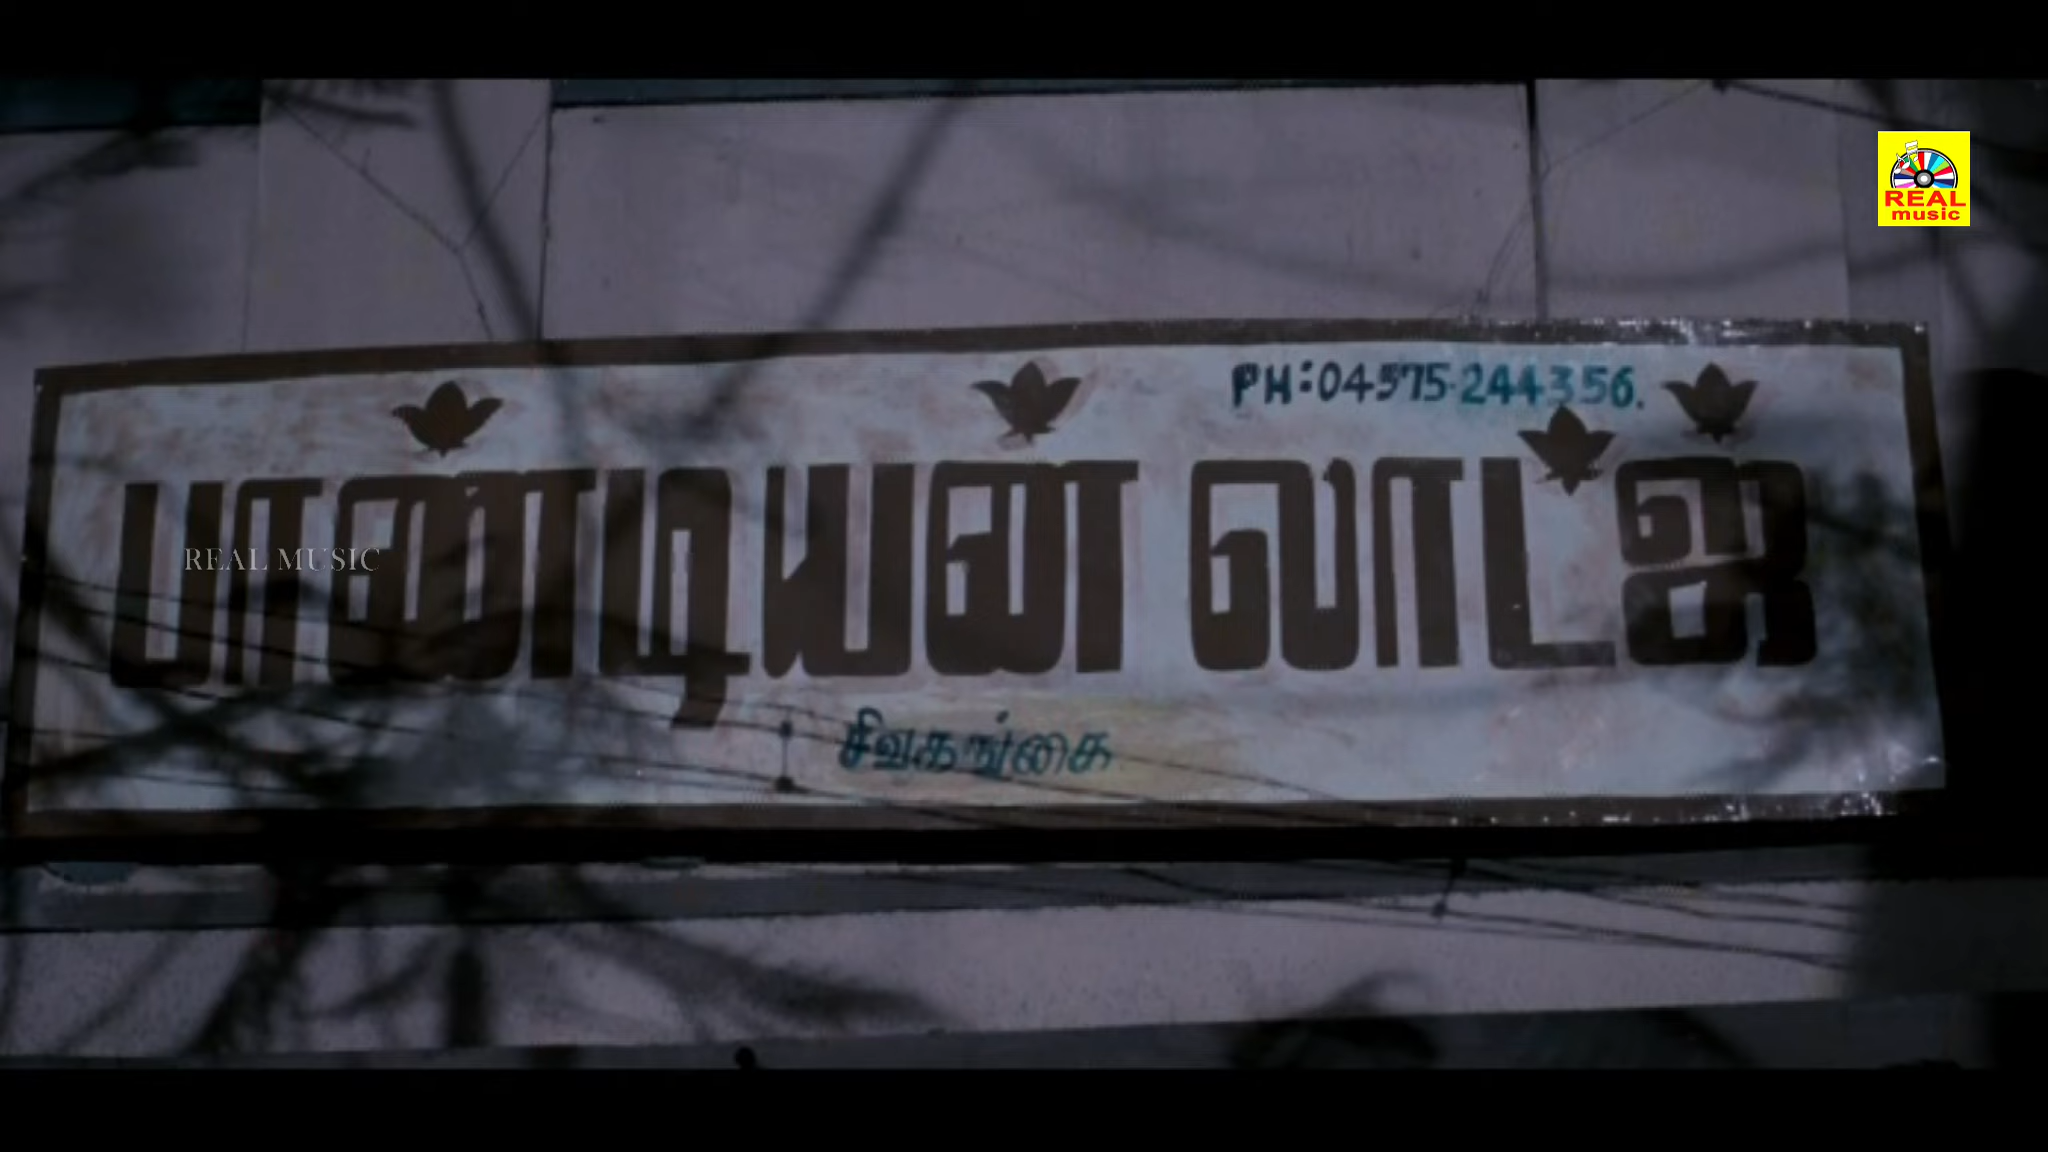 REAL
music
PH:04575-244356.
பாண்டியன் லாட்ஜ்
REAL MUSIC
சிவகங்கை